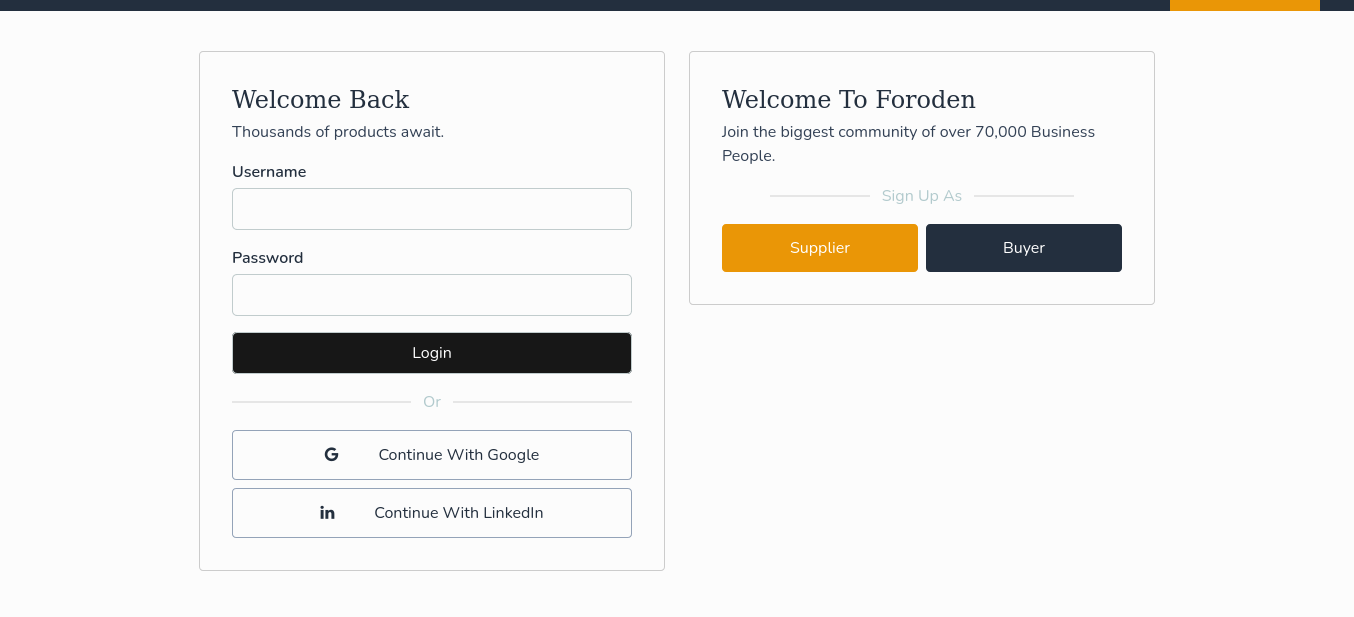 Welcome Back
Thousands of products await.
Username
Password
Login
Or
Continue With Google
Continue With LinkedIn
Welcome To Foroden
Join the biggest community of over 70,000 Business
People.
Sign Up As
Supplier
Buyer